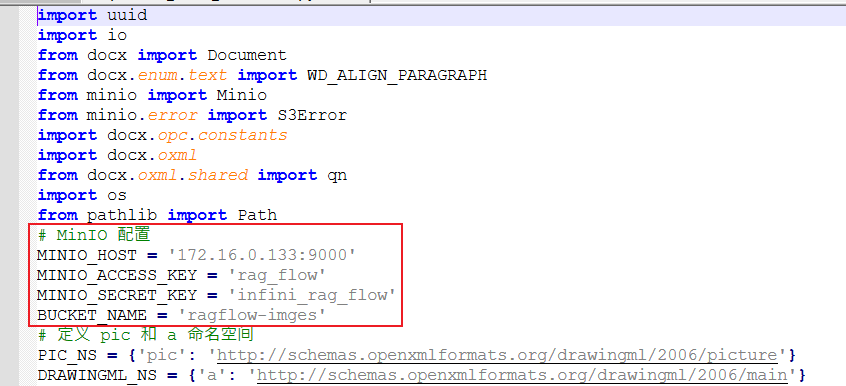 import uuid
import io
from docx import Document
from docx.enum.text import WD_ALIGN_PARAGRAPH
from minio import Minio
from minio.error import S3Error
import docx.opc.constants
import docx.oxml
from docx.oxml.shared import qn
import os
from pathlib import Path
# MinIO 配置
MINIO_HOST = '172.16.0.133:9000'
MINIO_ACCESS_KEY = 'rag_flow'
MINIO_SECRET_KEY = 'infini_rag_flow'
BUCKET_NAME = 'ragflow-imges'
# 定义 pic 和 a 命名空间
PIC_NS = {'pic': 'http://schemas.openxmlformats.org/drawingml/2006/picture'}
DRAWINGML_NS = {'a': 'http://schemas.openxmlformats.org/drawingml/2006/main'}